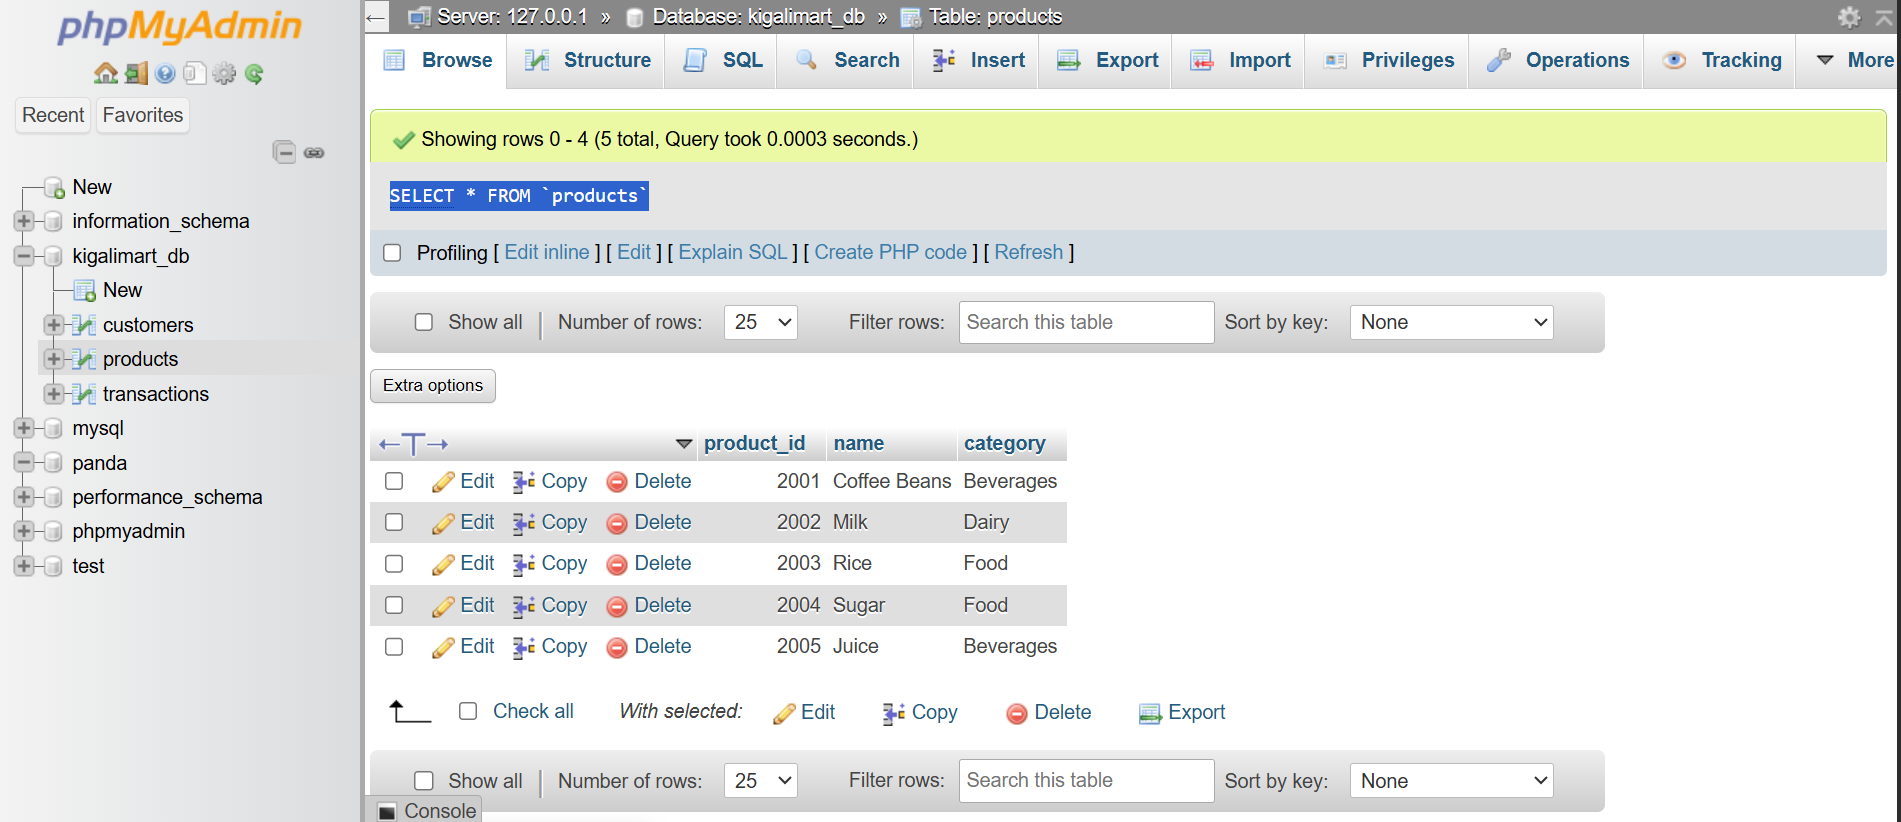 phpMyAdmin
Recent Favorites
New
information_schema
kigalimart_db
New
customers
products
transactions
mysql
panda
performance_schema
phpmyadmin
test
Server: 127.0.0.1 » Database: kigalimart_db » Table: products
Browse Structure SQL Search Insert Export Import Privileges Operations Tracking More
Showing rows 0 - 4 (5 total, Query took 0.0003 seconds.)
SELECT * FROM `products`
Profiling [ Edit inline ] [ Edit ] [ Explain SQL ] [ Create PHP code ] [ Refresh ]
Show all | Number of rows: 25 Filter rows: Search this table Sort by key: None
Extra options
←T→ product_id name category
Edit Copy Delete 2001 Coffee Beans Beverages
Edit Copy Delete 2002 Milk Dairy
Edit Copy Delete 2003 Rice Food
Edit Copy Delete 2004 Sugar Food
Edit Copy Delete 2005 Juice Beverages
Check all With selected: Edit Copy Delete Export
Show all | Number of rows: 25 Filter rows: Search this table Sort by key: None
Console